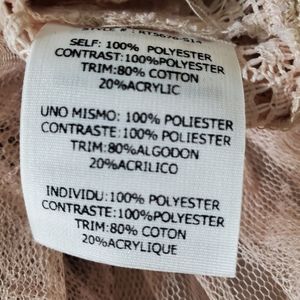 SELF: 100% POLYESTER
CONTRAST:100%POLYESTER
TRIM:80% COTTON
20%ACRYLIC
UNO MISMO: 100% POLIESTER
CONTRASTE: 100%POLIESTER
TRIM:80%ALGODON
20%ACRILICO
INDIVIDU:100% POLYESTER
CONTRASTE:100%POLYESTER
TRIM:80% COTON
20%ACRYLIQUE